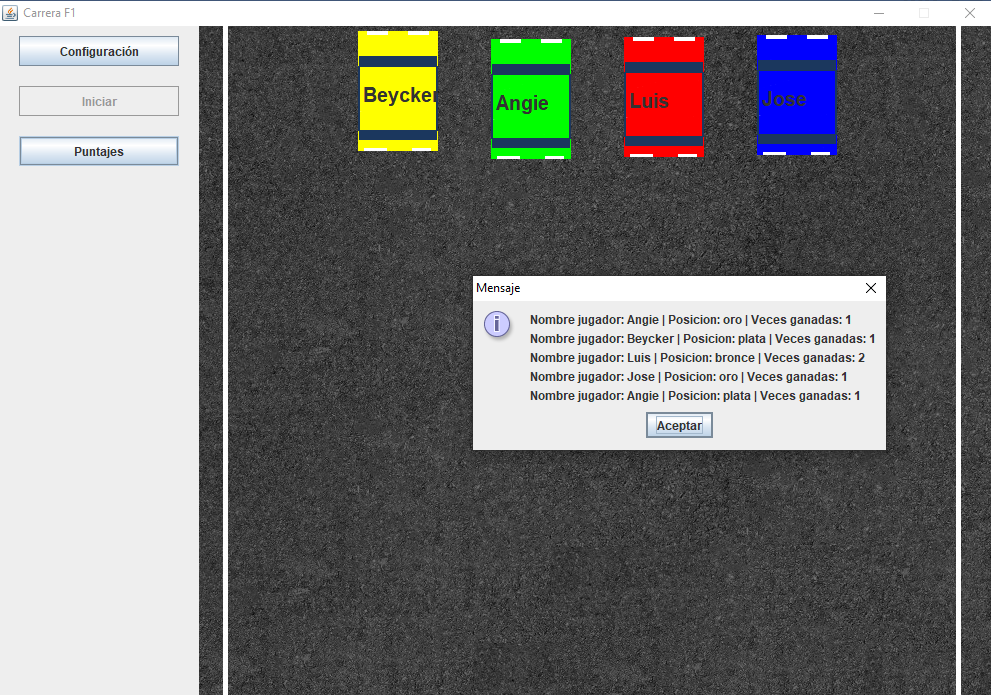 Carrera F1
Configuración
Iniciar
Puntajes
Beycker
Angie
Luis
Jose
Mensaje
Nombre jugador: Angie | Posicion: oro | Veces ganadas: 1
Nombre jugador: Beycker | Posicion: plata | Veces ganadas: 1
Nombre jugador: Luis | Posicion: bronce | Veces ganadas: 2
Nombre jugador: Jose | Posicion: oro | Veces ganadas: 1
Nombre jugador: Angie | Posicion: plata | Veces ganadas: 1
Aceptar